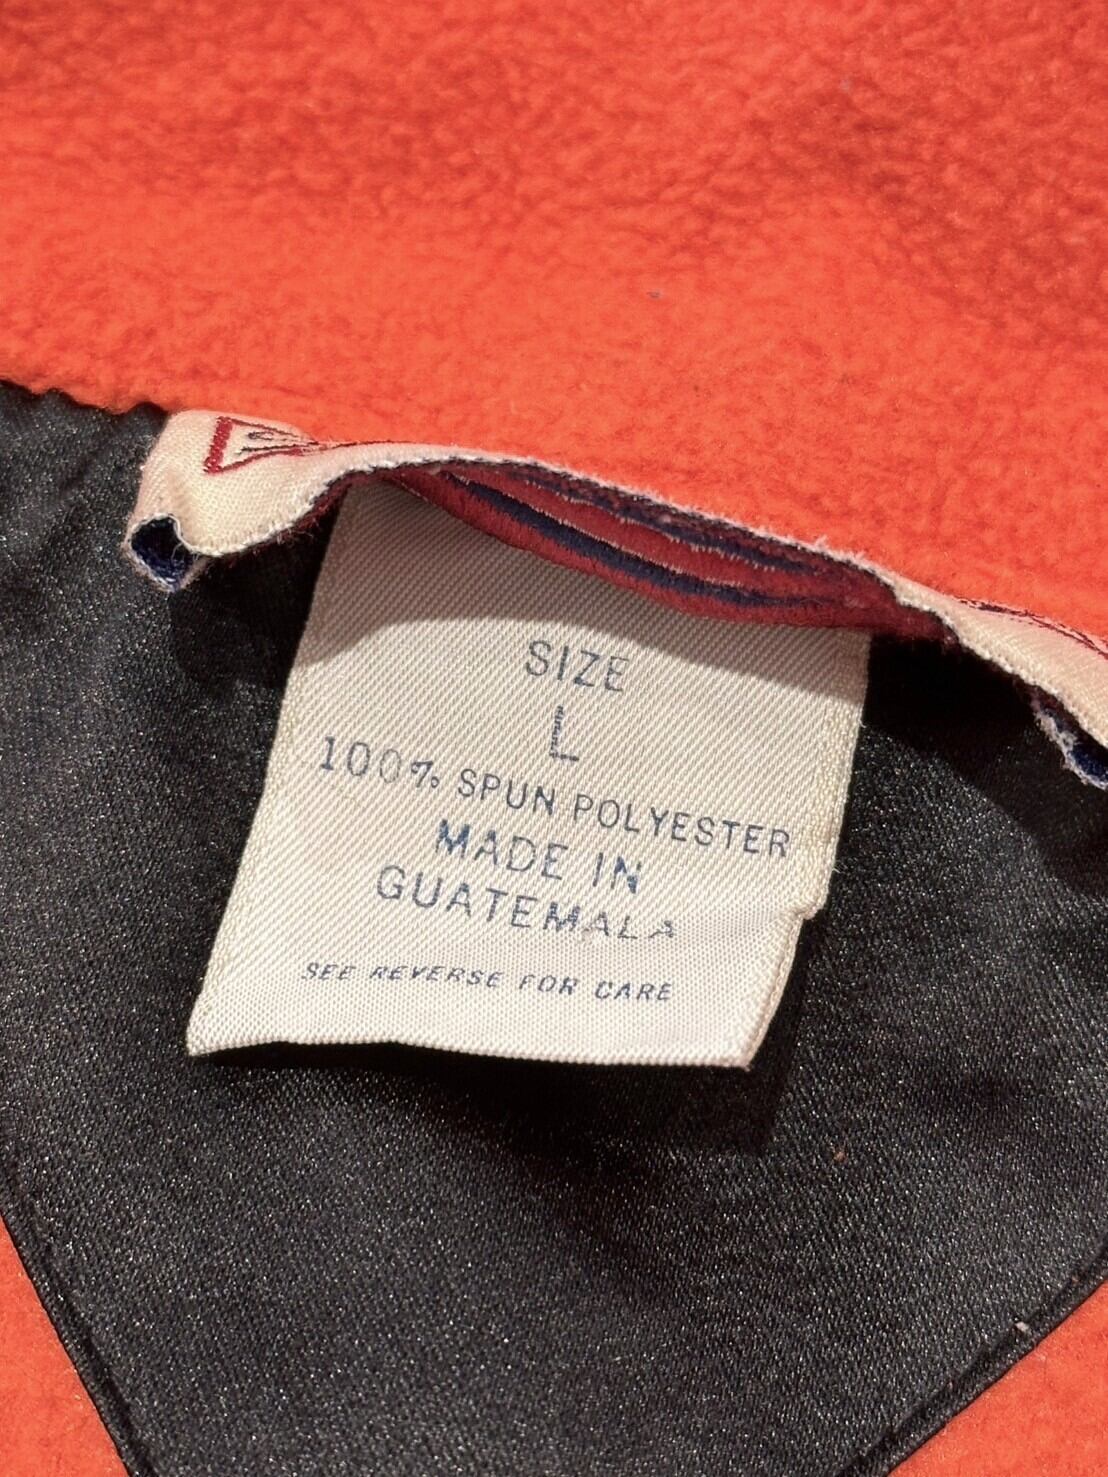 SIZE
L
100% SPUN POLYESTER
MADE IN
GUATEMALA
SEE REVERSE FOR CARE